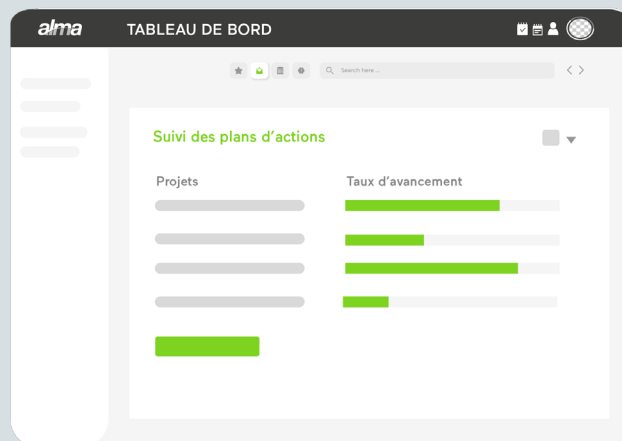 alma
TABLEAU DE BORD
Search here ...
Suivi des plans d’actions
Projets
Taux d’avancement